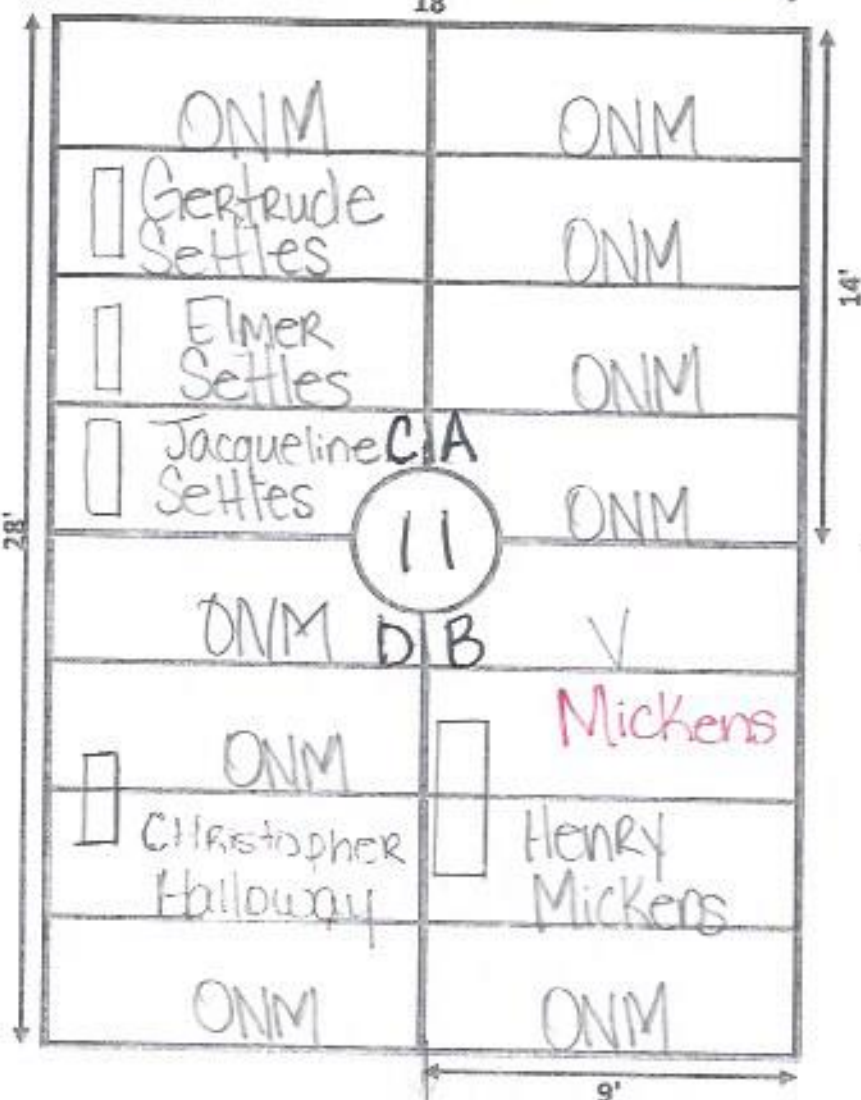 18'
ONM ONM
Gertrude
Settles
ONM
Elmer
Settles
ONM
14'
Jacqueline
Settles
C A
ONM
28'
11
ONM
D B
V
Mickens
ONM
Christopher
Halloway
Henry
Mickens
ONM ONM
9'